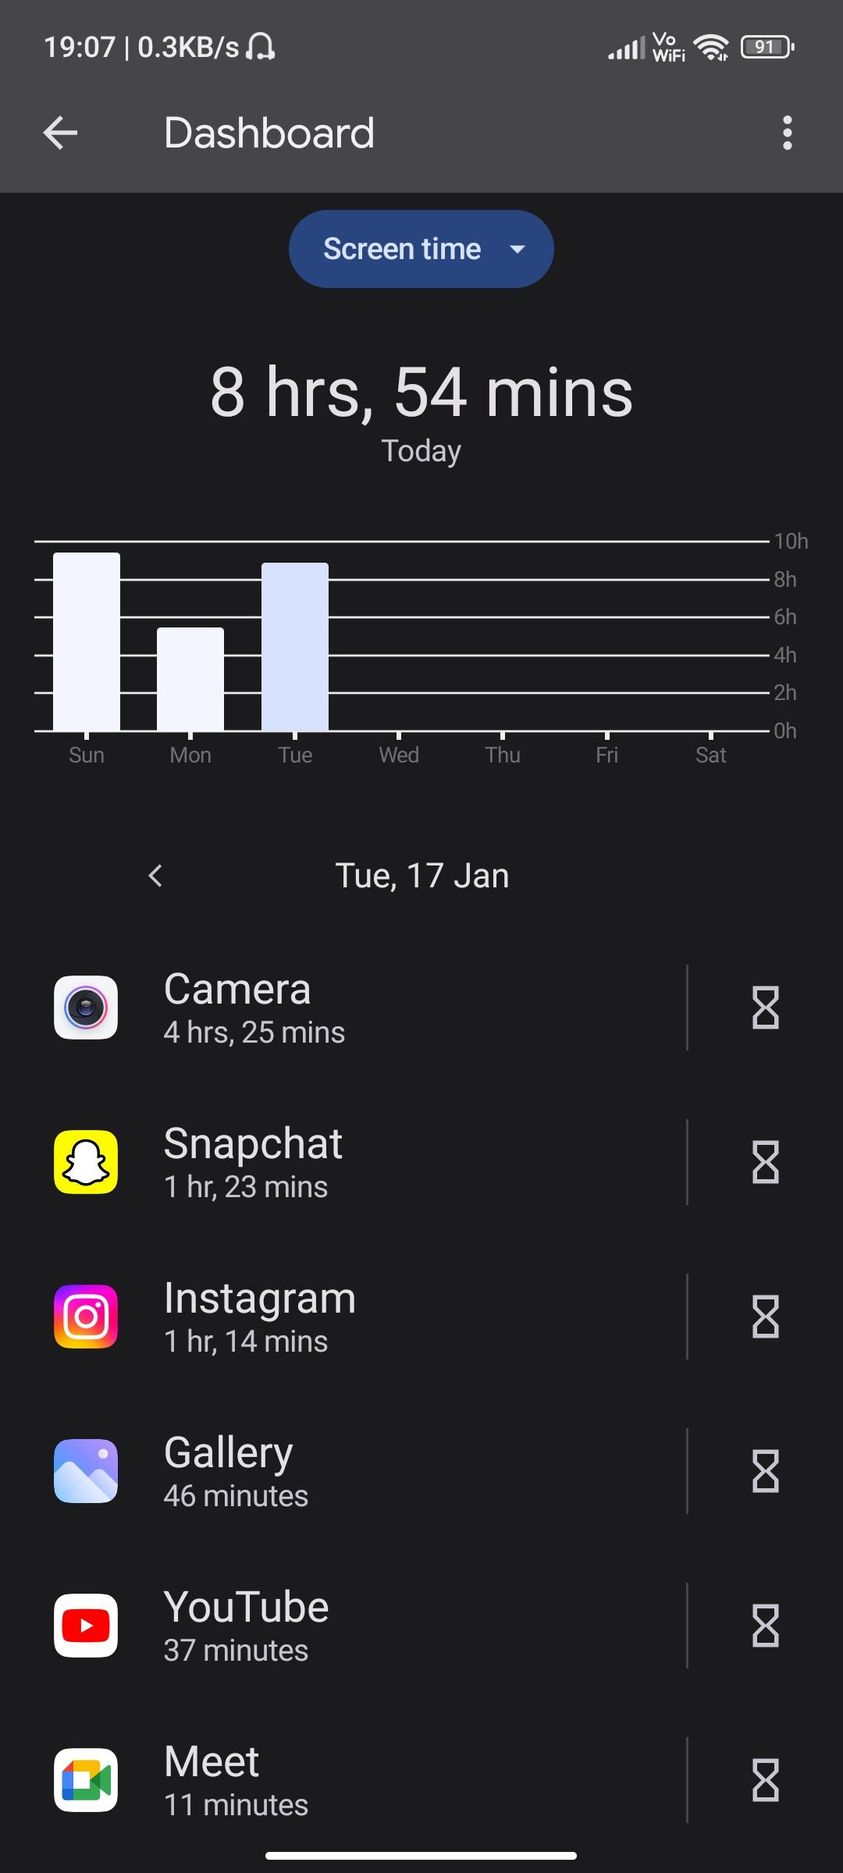 19:07 | 0.3KB/s Vo WiFi 91
Dashboard
Screen time
8 hrs, 54 mins
Today
10h
8h
6h
4h
2h
0h
Sun Mon Tue Wed Thu Fri Sat
Tue, 17 Jan
Camera
4 hrs, 25 mins
Snapchat
1 hr, 23 mins
Instagram
1 hr, 14 mins
Gallery
46 minutes
YouTube
37 minutes
Meet
11 minutes